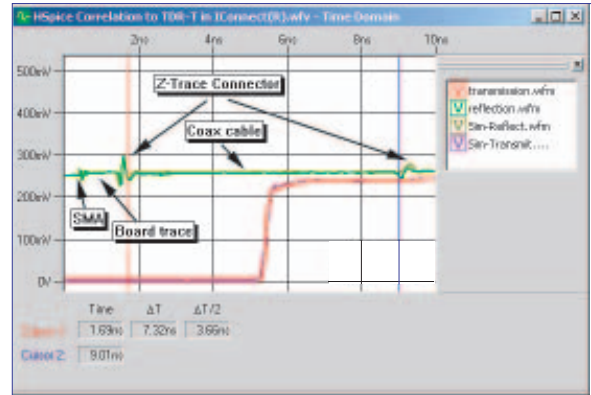 HSpice Correlation to TDR-T in IConnect(R).wfv - Time Domain
2ns 4ns 6ns 8ns 10ns
500mV
400mV
300mV
200mV
100mV
0V
Z-Trace Connector
Coax cable
SMA
Board trace
transmission.wfm
reflection.wfm
Sim-Reflect.wfm
Sim-Transmit....
Time ΔT ΔT/2
1.69ns 7.32ns 3.66ns
Cursor 2: 9.01ns